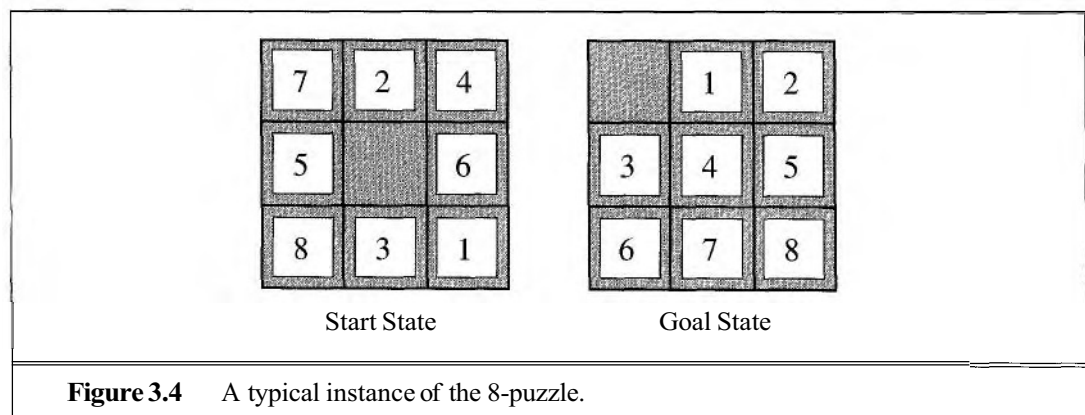 7 2 4 1 2
5 6 3 4 5
8 3 1 6 7 8
Start State Goal State
Figure 3.4 A typical instance of the 8-puzzle.